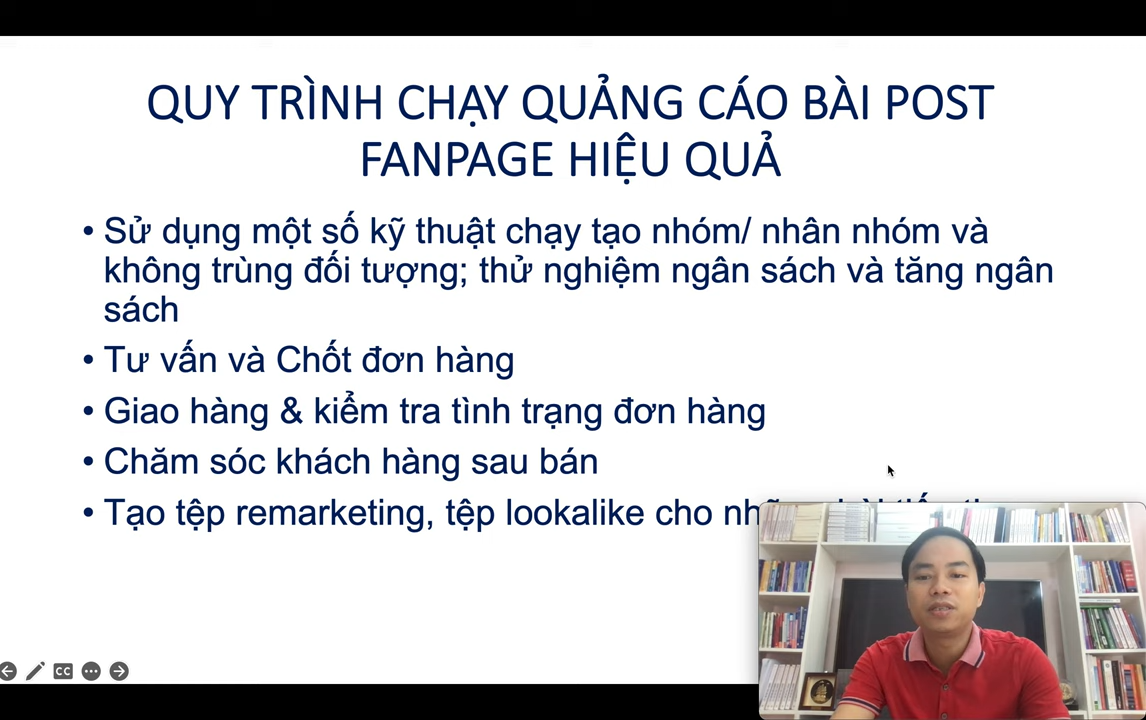 QUY TRÌNH CHẠY QUẢNG CÁO BÀI POST
FANPAGE HIỆU QUẢ
• Sử dụng một số kỹ thuật chạy tạo nhóm/ nhân nhóm và
không trùng đối tượng; thử nghiệm ngân sách và tăng ngân
sách
• Tư vấn và Chốt đơn hàng
• Giao hàng & kiểm tra tình trạng đơn hàng
• Chăm sóc khách hàng sau bán
• Tạo tệp remarketing, tệp lookalike cho
CC